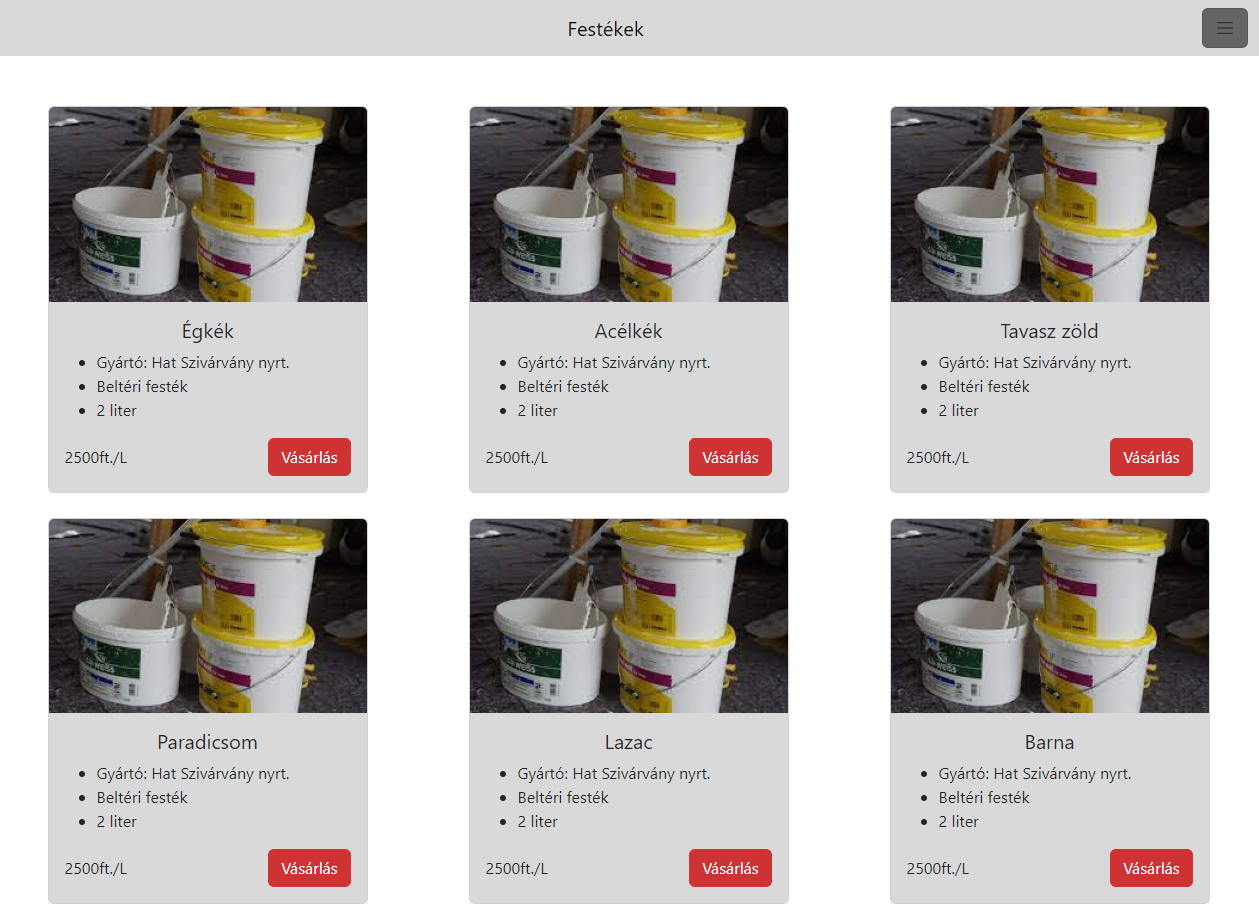 Festékek
Égkék
Gyártó: Hat Szivárvány nyrt.
Beltéri festék
2 liter
2500ft./L
Vásárlás
Acélkék
Gyártó: Hat Szivárvány nyrt.
Beltéri festék
2 liter
2500ft./L
Vásárlás
Tavasz zöld
Gyártó: Hat Szivárvány nyrt.
Beltéri festék
2 liter
2500ft./L
Vásárlás
Paradicsom
Gyártó: Hat Szivárvány nyrt.
Beltéri festék
2 liter
2500ft./L
Vásárlás
Lazac
Gyártó: Hat Szivárvány nyrt.
Beltéri festék
2 liter
2500ft./L
Vásárlás
Barna
Gyártó: Hat Szivárvány nyrt.
Beltéri festék
2 liter
2500ft./L
Vásárlás